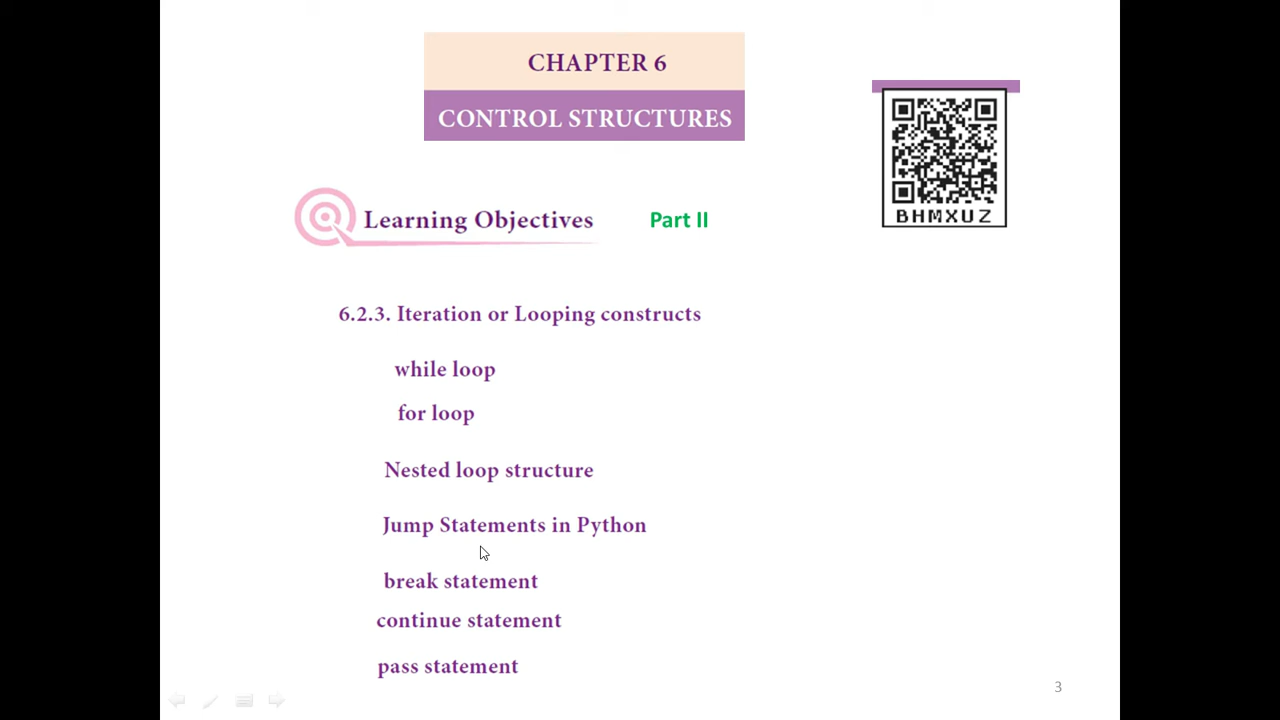 CHAPTER 6
CONTROL STRUCTURES
BHMXUZ
Learning Objectives Part II
6.2.3. Iteration or Looping constructs
while loop
for loop
Nested loop structure
Jump Statements in Python
break statement
continue statement
pass statement
3